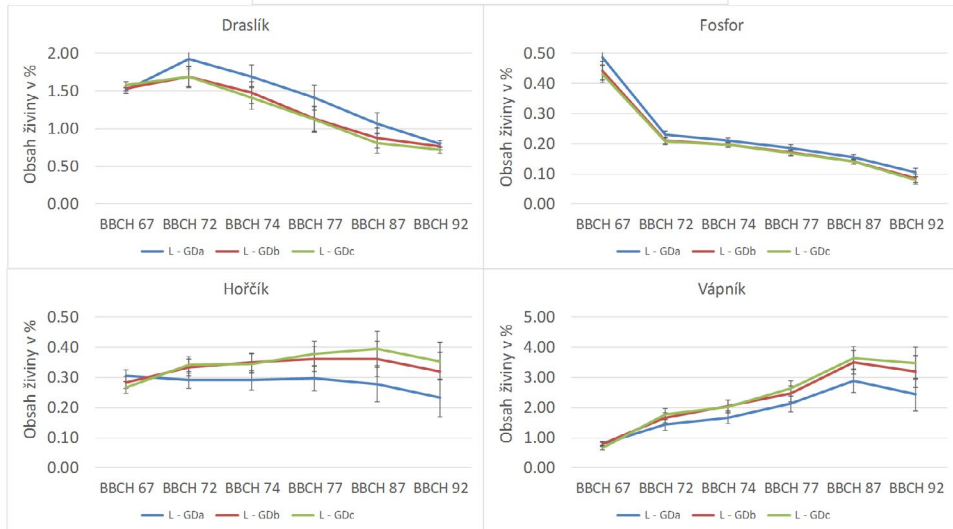 Draslík
Obsah živiny v %
2.00
1.50
1.00
0.50
0.00
BBCH 67 BBCH 72 BBCH 74 BBCH 77 BBCH 87 BBCH 92
L - GDa L - GDb L - GDc
Fosfor
Obsah živiny v %
0.50
0.40
0.30
0.20
0.10
0.00
BBCH 67 BBCH 72 BBCH 74 BBCH 77 BBCH 87 BBCH 92
L - GDa L - GDb L - GDc
Hořčík
Obsah živiny v %
0.50
0.40
0.30
0.20
0.10
0.00
BBCH 67 BBCH 72 BBCH 74 BBCH 77 BBCH 87 BBCH 92
L - GDa L - GDb L - GDc
Vápník
Obsah živiny v %
5.00
4.00
3.00
2.00
1.00
0.00
BBCH 67 BBCH 72 BBCH 74 BBCH 77 BBCH 87 BBCH 92
L - GDa L - GDb L - GDc